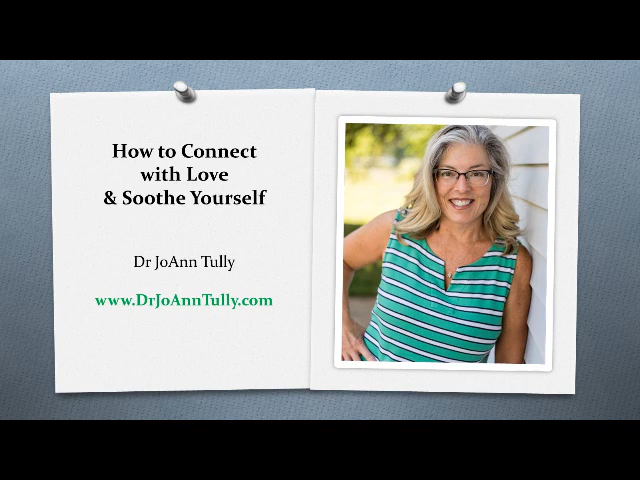 How to Connect
with Love
& Soothe Yourself
Dr JoAnn Tully
www.DrJoAnnTully.com